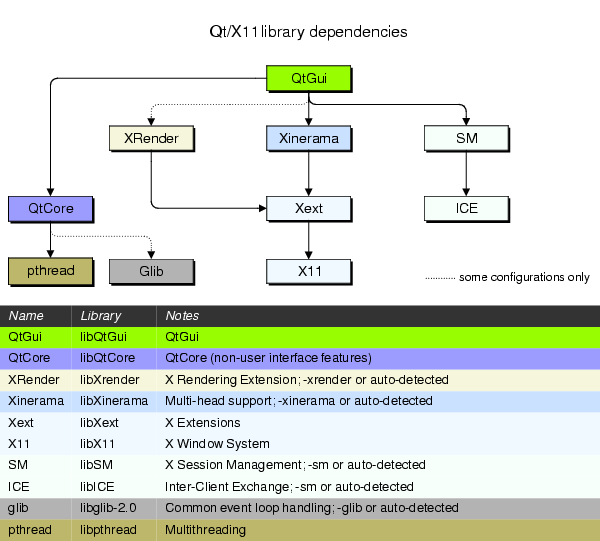 Qt/X11 library dependencies
QtGui
XRender
Xinerama
SM
QtCore
Xext
ICE
pthread
Glib
X11
some configurations only
Name Library Notes
QtGui libQtGui QtGui
QtCore libQtCore QtCore (non-user interface features)
XRender libXrender X Rendering Extension; -xrender or auto-detected
Xinerama libXinerama Multi-head support; -xinerama or auto-detected
Xext libXext X Extensions
X11 libX11 X Window System
SM libSM X Session Management; -sm or auto-detected
ICE libICE Inter-Client Exchange; -sm or auto-detected
glib libglib-2.0 Common event loop handling; -glib or auto-detected
pthread libpthread Multithreading